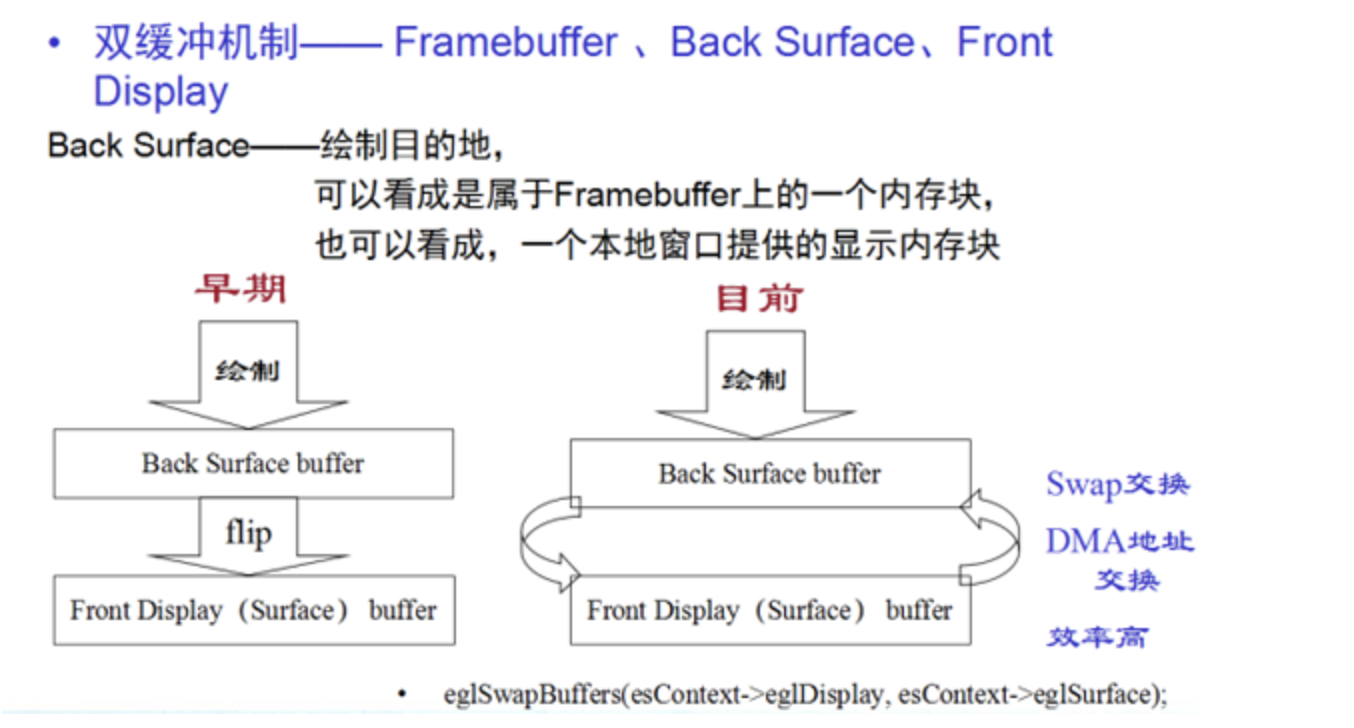 • 双缓冲机制—— Framebuffer 、Back Surface、Front
Display
Back Surface——绘制目的地，
可以看成是属于Framebuffer上的一个内存块，
也可以看成，一个本地窗口提供的显示内存块
早期
绘制
Back Surface buffer
flip
Front Display（Surface） buffer
目前
绘制
Back Surface buffer
Front Display（Surface） buffer
Swap交换
DMA地址
交换
效率高
• eglSwapBuffers(esContext->eglDisplay, esContext->eglSurface);